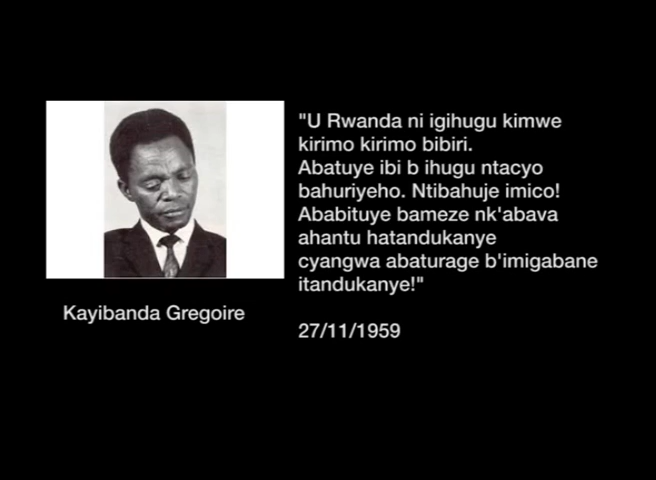 "U Rwanda ni igihugu kimwe
kirimo kirimo bibiri.
Abatuye ibi b ihugu ntacyo
bahuriyeho. Ntibahuje imico!
Ababituye bameze nk'abava
ahantu hatandukanye
cyangwa abaturage b'imigabane
itandukanye!"
27/11/1959
Kayibanda Gregoire